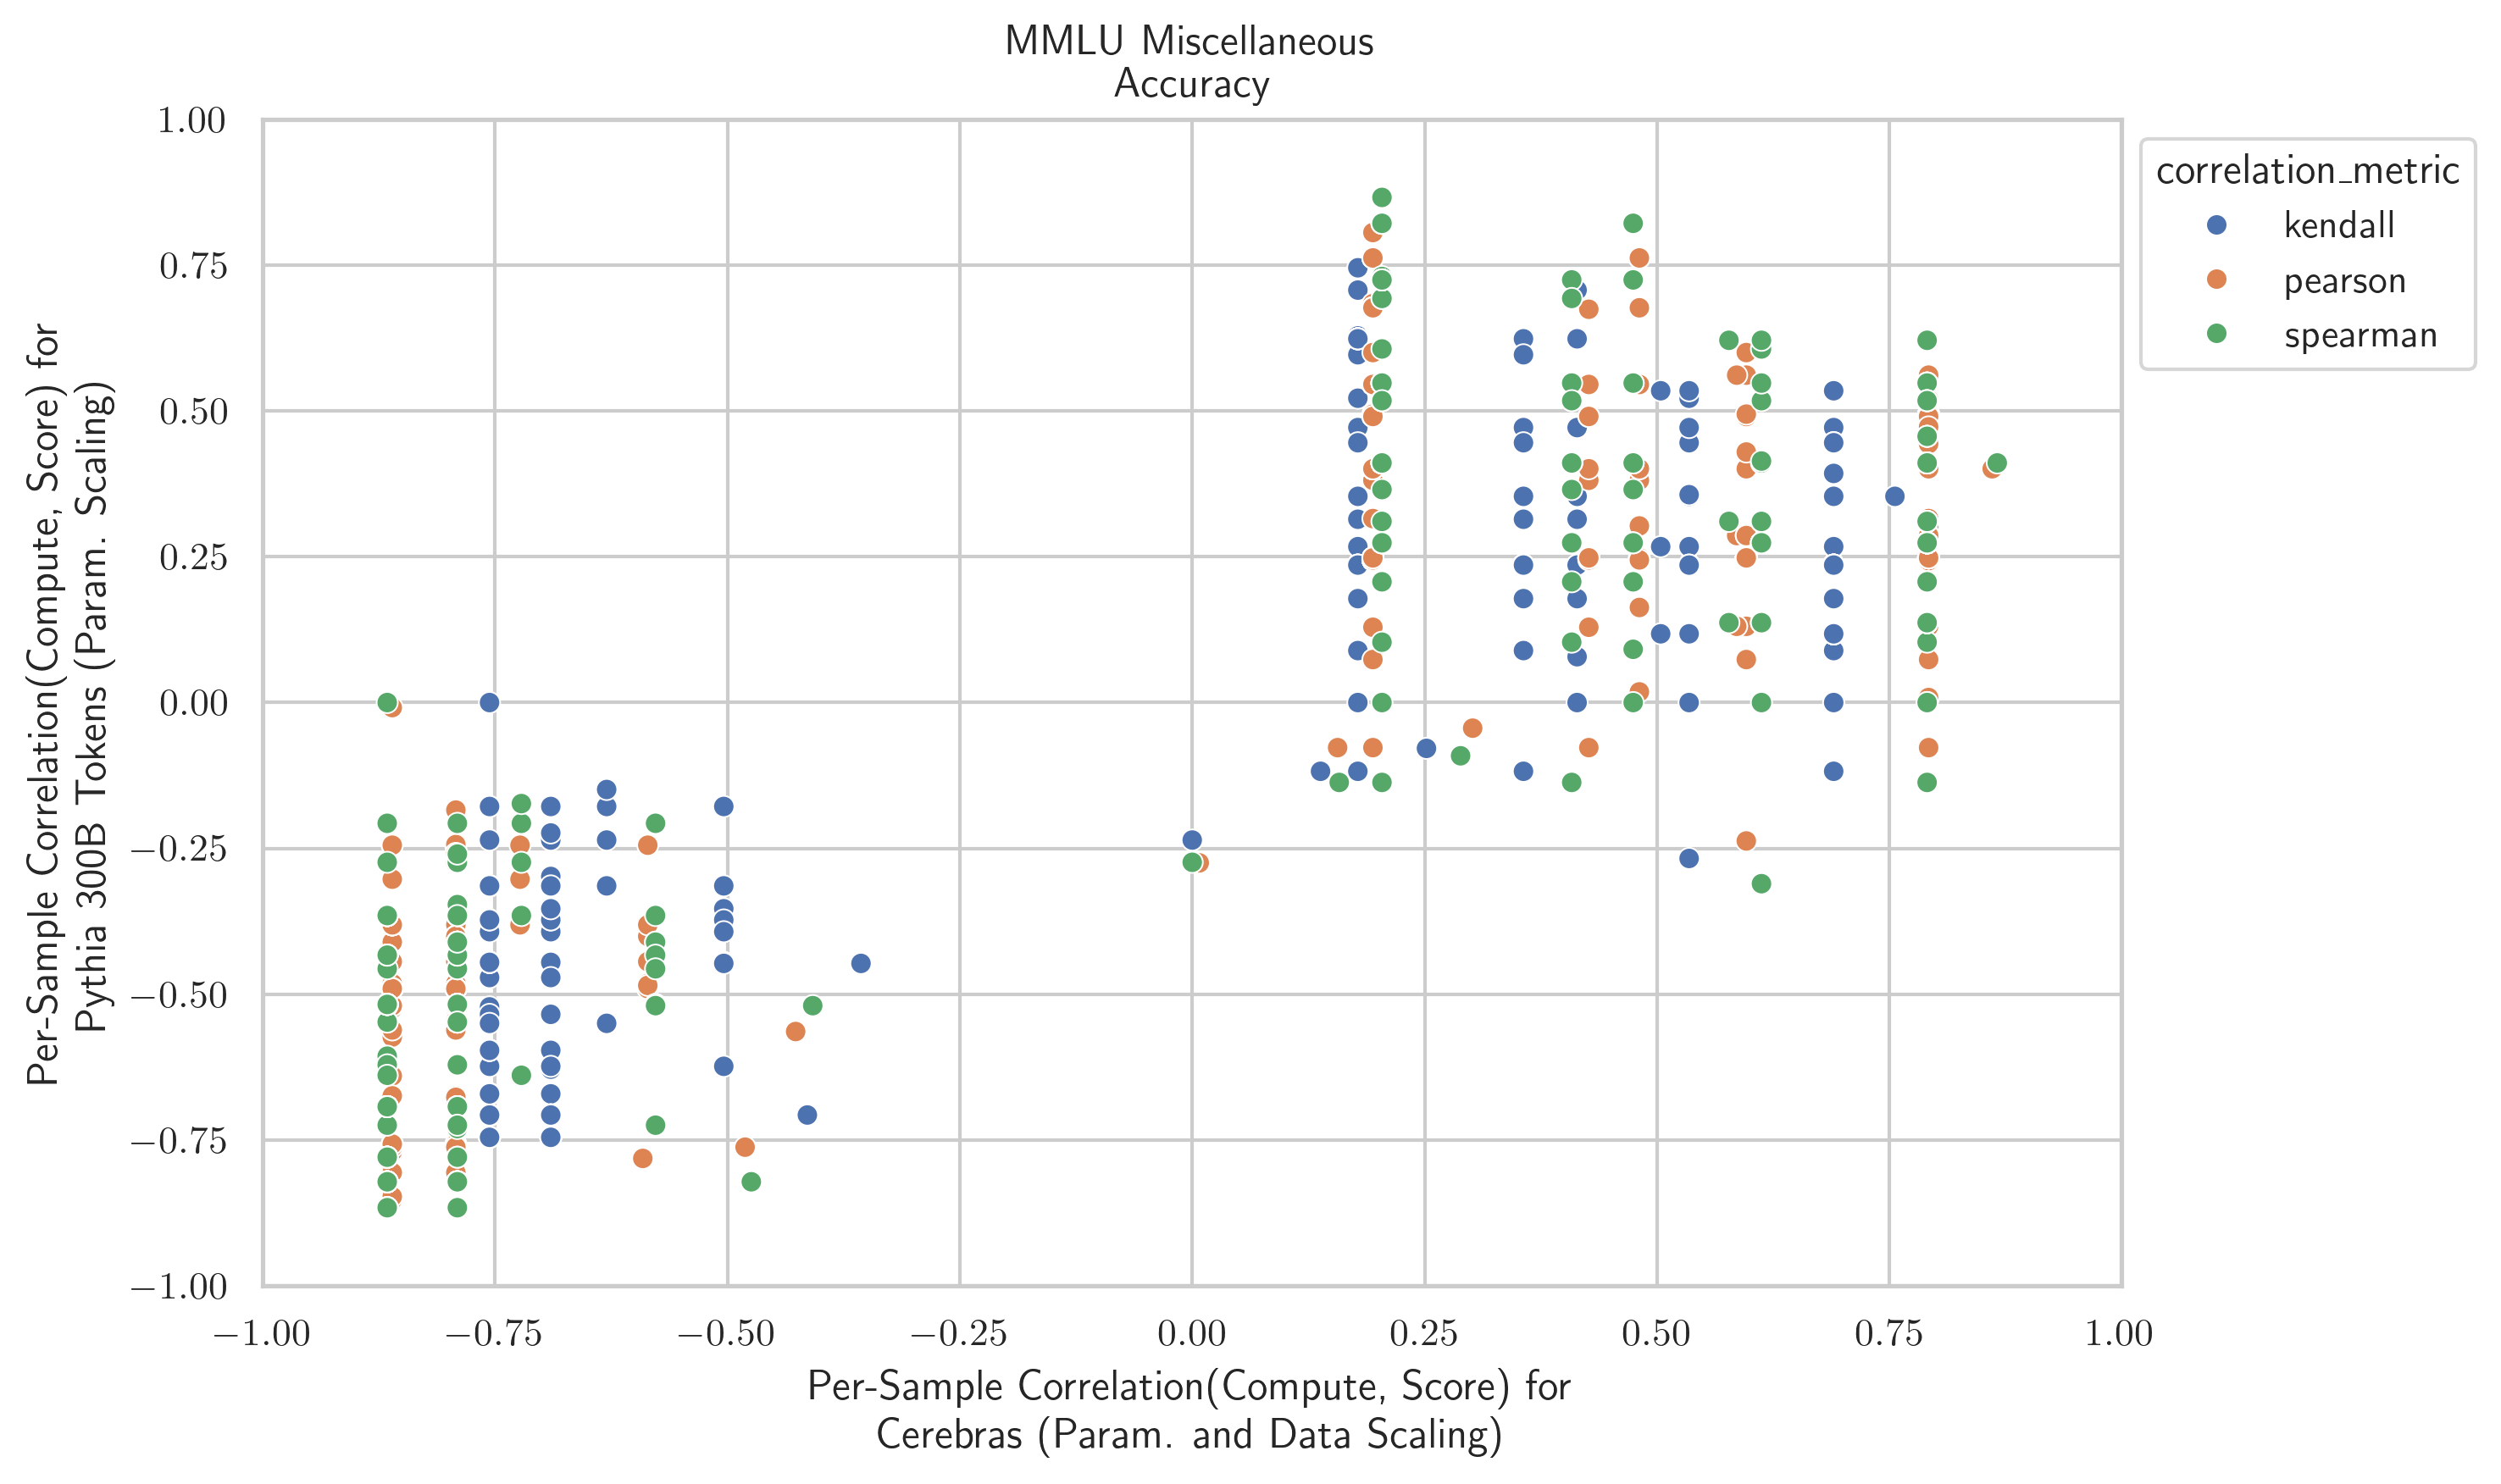 MMLU Miscellaneous
Accuracy
1.00
0.75
0.50
0.25
0.00
−0.25
−0.50
−0.75
−1.00
Per-Sample Correlation(Compute, Score) for
Pythia 300B Tokens (Param. Scaling)
−1.00 −0.75 −0.50 −0.25 0.00 0.25 0.50 0.75 1.00
Per-Sample Correlation(Compute, Score) for
Cerebras (Param. and Data Scaling)
correlation_metric
kendall
pearson
spearman